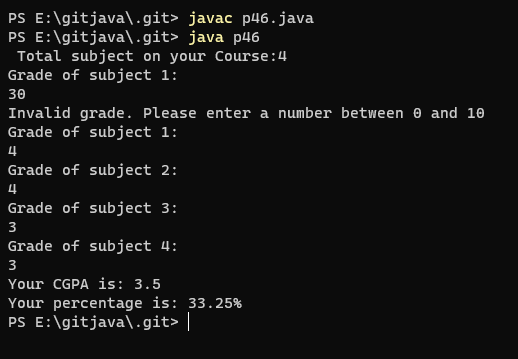 PS E:\gitjava\.git> javac p46.java
PS E:\gitjava\.git> java p46
 Total subject on your Course:4
Grade of subject 1:
30
Invalid grade. Please enter a number between 0 and 10
Grade of subject 1:
4
Grade of subject 2:
4
Grade of subject 3:
3
Grade of subject 4:
3
Your CGPA is: 3.5
Your percentage is: 33.25%
PS E:\gitjava\.git>